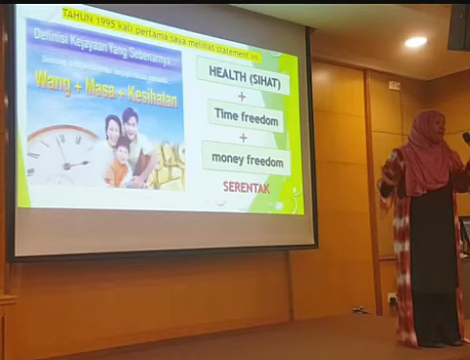 TAHUN 1995 kali pertama saya melihat statement ini
Definisi Kejayaan Yang Sebenarnya...
Wang + Masa + Kesihatan
HEALTH (SIHAT)
+
Time freedom
+
money freedom
SERENTAK